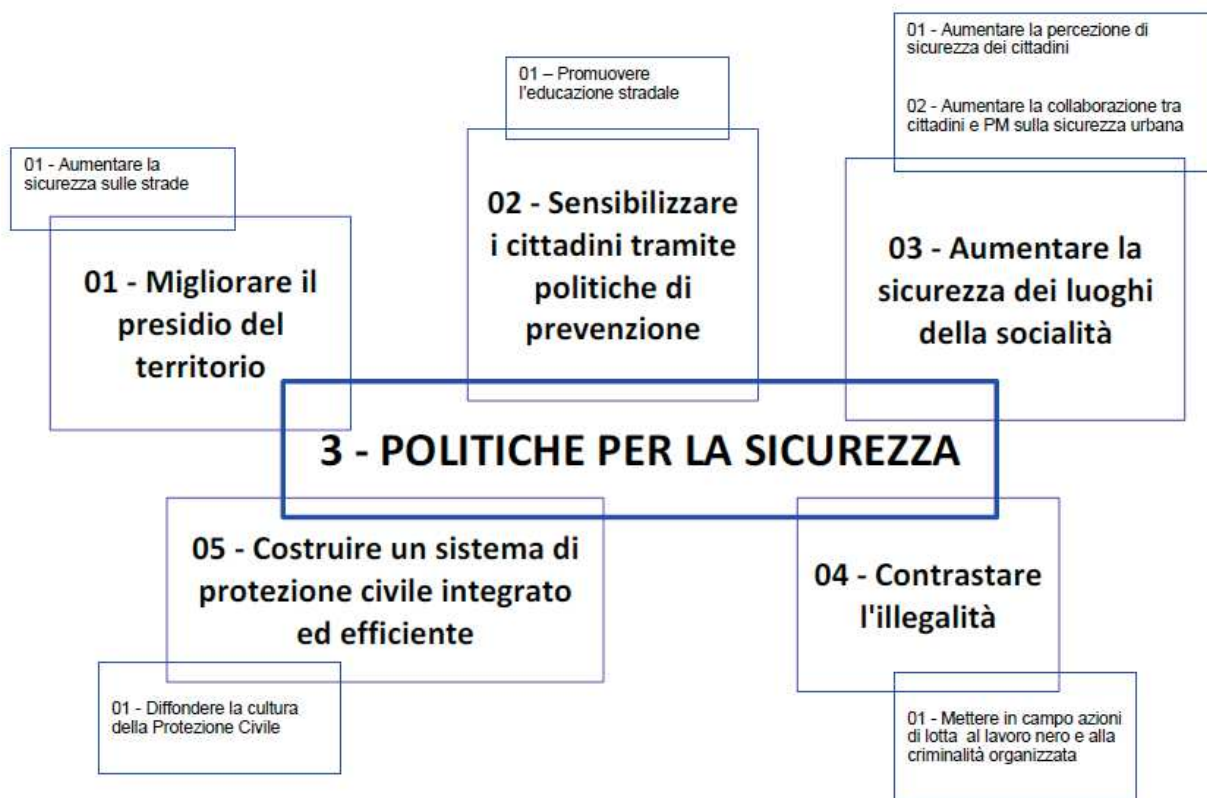 01 - Aumentare la percezione di
sicurezza dei cittadini
02 - Aumentare la collaborazione tra
cittadini e PM sulla sicurezza urbana
01 – Promuovere
l'educazione stradale
01 - Aumentare la
sicurezza sulle strade
02 - Sensibilizzare
i cittadini tramite
politiche di
prevenzione
03 - Aumentare la
sicurezza dei luoghi
della socialità
01 - Migliorare il
presidio del
territorio
3 - POLITICHE PER LA SICUREZZA
05 - Costruire un sistema di
protezione civile integrato
ed efficiente
04 - Contrastare
l'illegalità
01 - Diffondere la cultura
della Protezione Civile
01 - Mettere in campo azioni
di lotta  al lavoro nero e alla
criminalità organizzata